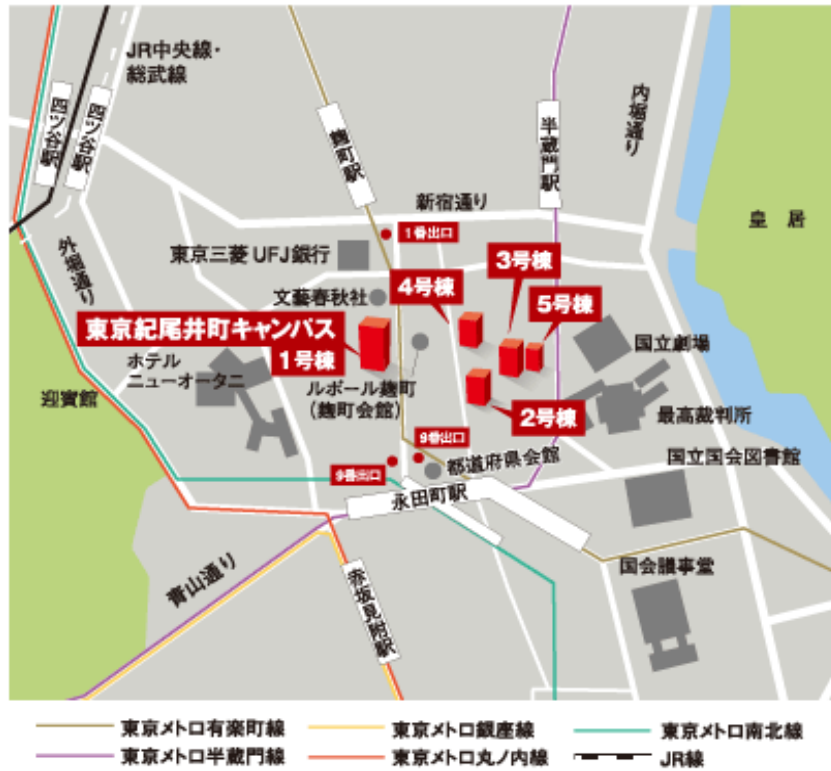 JR中央線・
総武線
四ツ谷駅
四ツ谷駅
麹町駅
半蔵門駅
内堀通り
新宿通り
皇居
1番出口
東京三菱UFJ銀行
外堀通り
3号棟
4号棟
5号棟
文藝春秋社
東京紀尾井町キャンパス
1号棟
国立劇場
ホテル
ニューオータニ
ルポール麹町
(麹町会館)
迎賓館
2号棟
最高裁判所
9番出口
9番出口
都道府県会館
国立国会図書館
永田町駅
青山通り
赤坂見附駅
国会議事堂
東京メトロ有楽町線
東京メトロ銀座線
東京メトロ南北線
東京メトロ半蔵門線
東京メトロ丸ノ内線
JR線